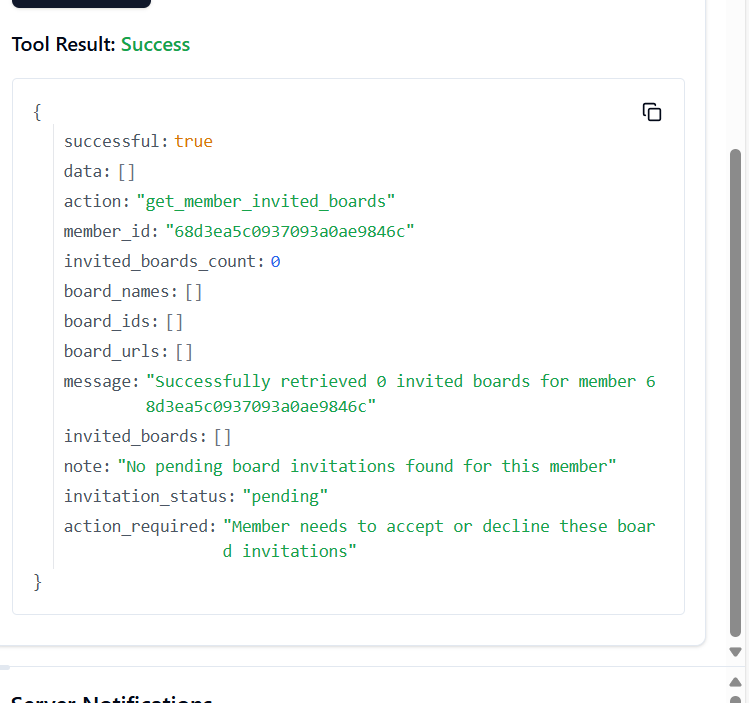 Tool Result: Success
{
successful: true
data: []
action: "get_member_invited_boards"
member_id: "68d3ea5c0937093a0ae9846c"
invited_boards_count: 0
board_names: []
board_ids: []
board_urls: []
message: "Successfully retrieved 0 invited boards for member 6
8d3ea5c0937093a0ae9846c"
invited_boards: []
note: "No pending board invitations found for this member"
invitation_status: "pending"
action_required: "Member needs to accept or decline these boar
d invitations"
}
Server Notifications